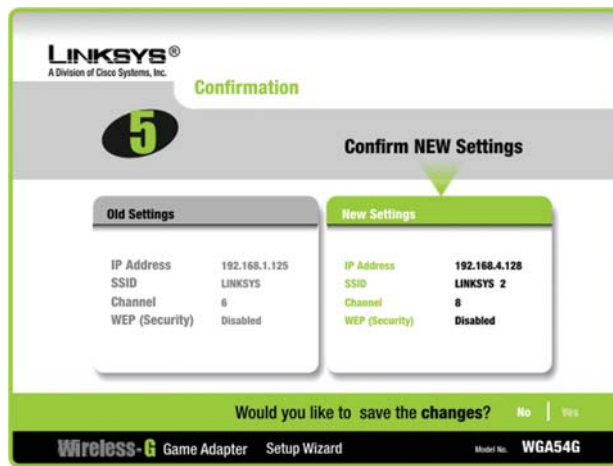 LINKSYS®
A Division of Cisco Systems, Inc.
Confirmation
5
Confirm NEW Settings
Old Settings
IP Address 192.168.1.125
SSID LINKSYS
Channel 6
WEP (Security) Disabled
New Settings
IP Address 192.168.4.128
SSID LINKSYS 2
Channel 8
WEP (Security) Disabled
Would you like to save the changes? No Yes
Wireless-G Game Adapter Setup Wizard Model No. WGA54G